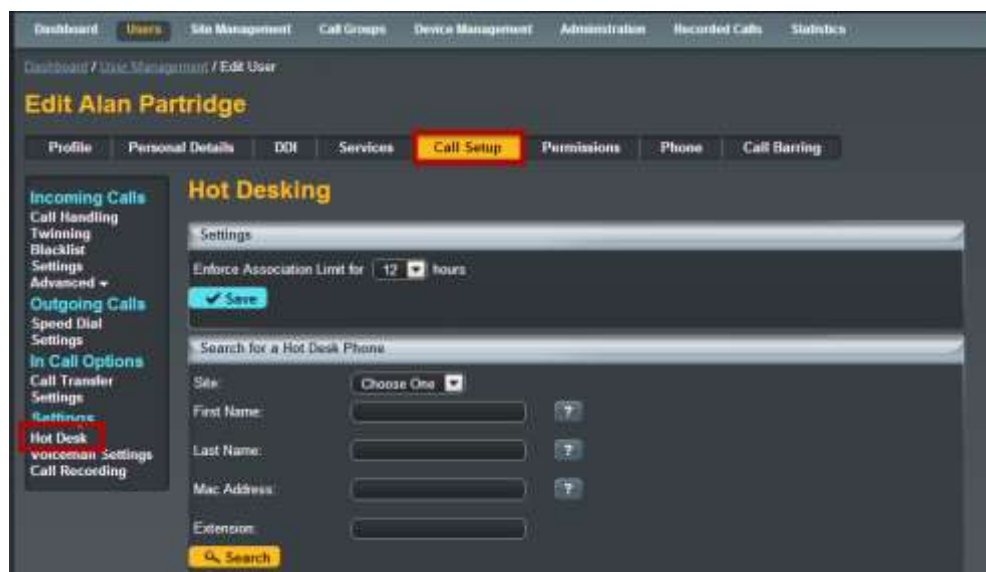 Dashboard Users Site Management Call Groups Device Management Administration Recorded Calls Statistics
Dashboard / User Management / Edit User
Edit Alan Partridge
Profile Personal Details DDI Services Call Setup Permissions Phone Call Barring
Incoming Calls
Call Handling
Twinning
Blacklist
Settings
Advanced
Outgoing Calls
Speed Dial
Settings
In Call Options
Call Transfer
Settings
Settings
Hot Desk
Voicemail Settings
Call Recording
Hot Desking
Settings
Enforce Association Limit for 12 hours
Save
Search for a Hot Desk Phone
Site: Choose One
First Name: ?
Last Name: ?
Mac Address: ?
Extension:
Search